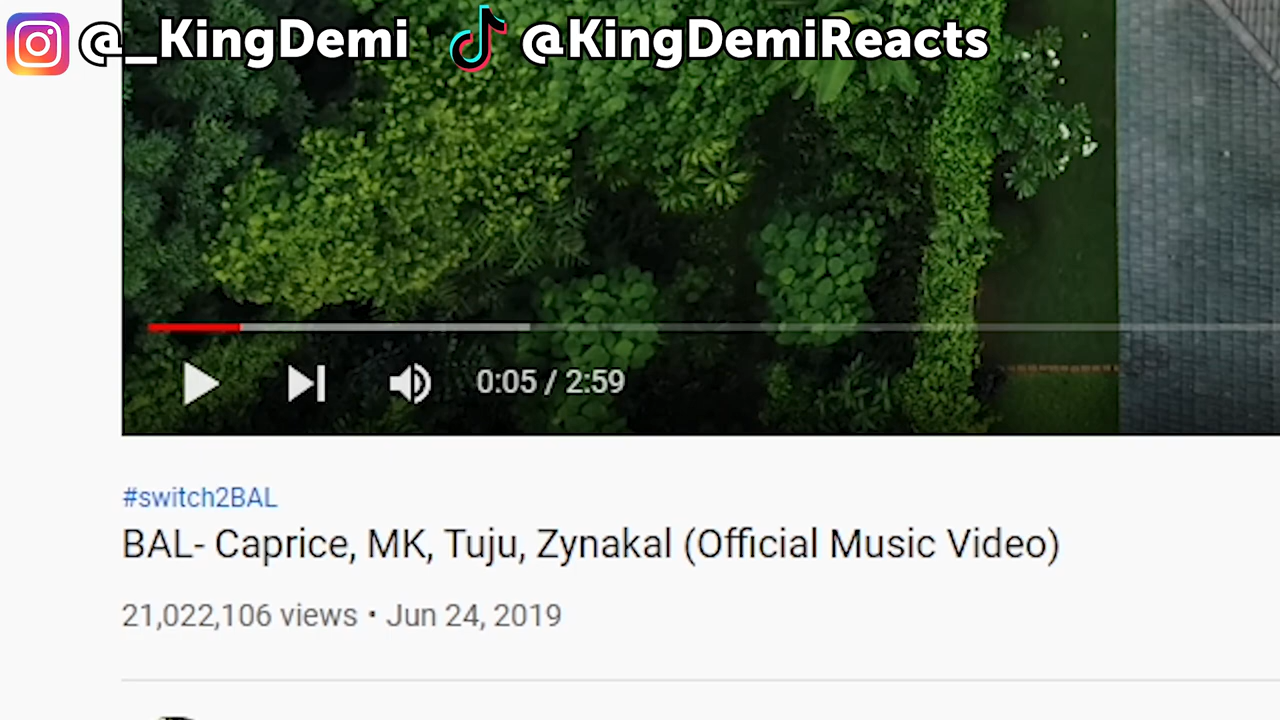 @_KingDemi @KingDemiReacts
0:05 / 2:59
#switch2BAL
BAL- Caprice, MK, Tuju, Zynakal (Official Music Video)
21,022,106 views • Jun 24, 2019